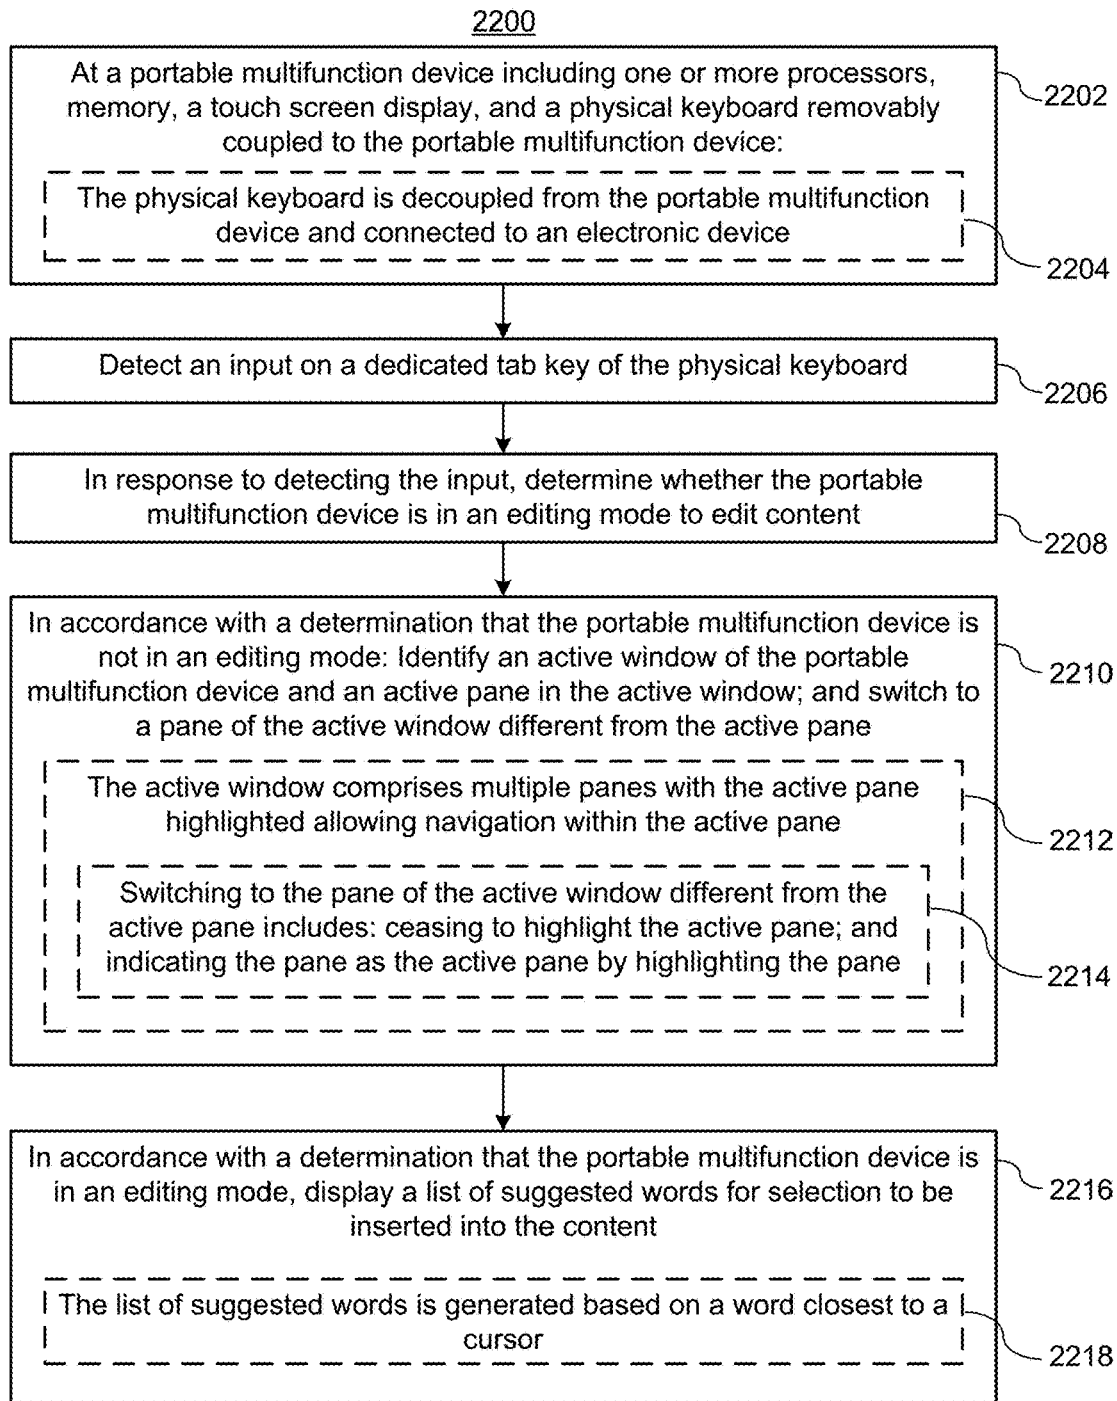 2200
At a portable multifunction device including one or more processors,
memory, a touch screen display, and a physical keyboard removably
coupled to the portable multifunction device:
2202
The physical keyboard is decoupled from the portable multifunction
device and connected to an electronic device
2204
Detect an input on a dedicated tab key of the physical keyboard
2206
In response to detecting the input, determine whether the portable
multifunction device is in an editing mode to edit content
2208
In accordance with a determination that the portable multifunction device is
not in an editing mode: Identify an active window of the portable
multifunction device and an active pane in the active window; and switch to
a pane of the active window different from the active pane
2210
The active window comprises multiple panes with the active pane
highlighted allowing navigation within the active pane
2212
Switching to the pane of the active window different from the
active pane includes: ceasing to highlight the active pane; and
indicating the pane as the active pane by highlighting the pane
2214
In accordance with a determination that the portable multifunction device is
in an editing mode, display a list of suggested words for selection to be
inserted into the content
2216
The list of suggested words is generated based on a word closest to a
cursor
2218